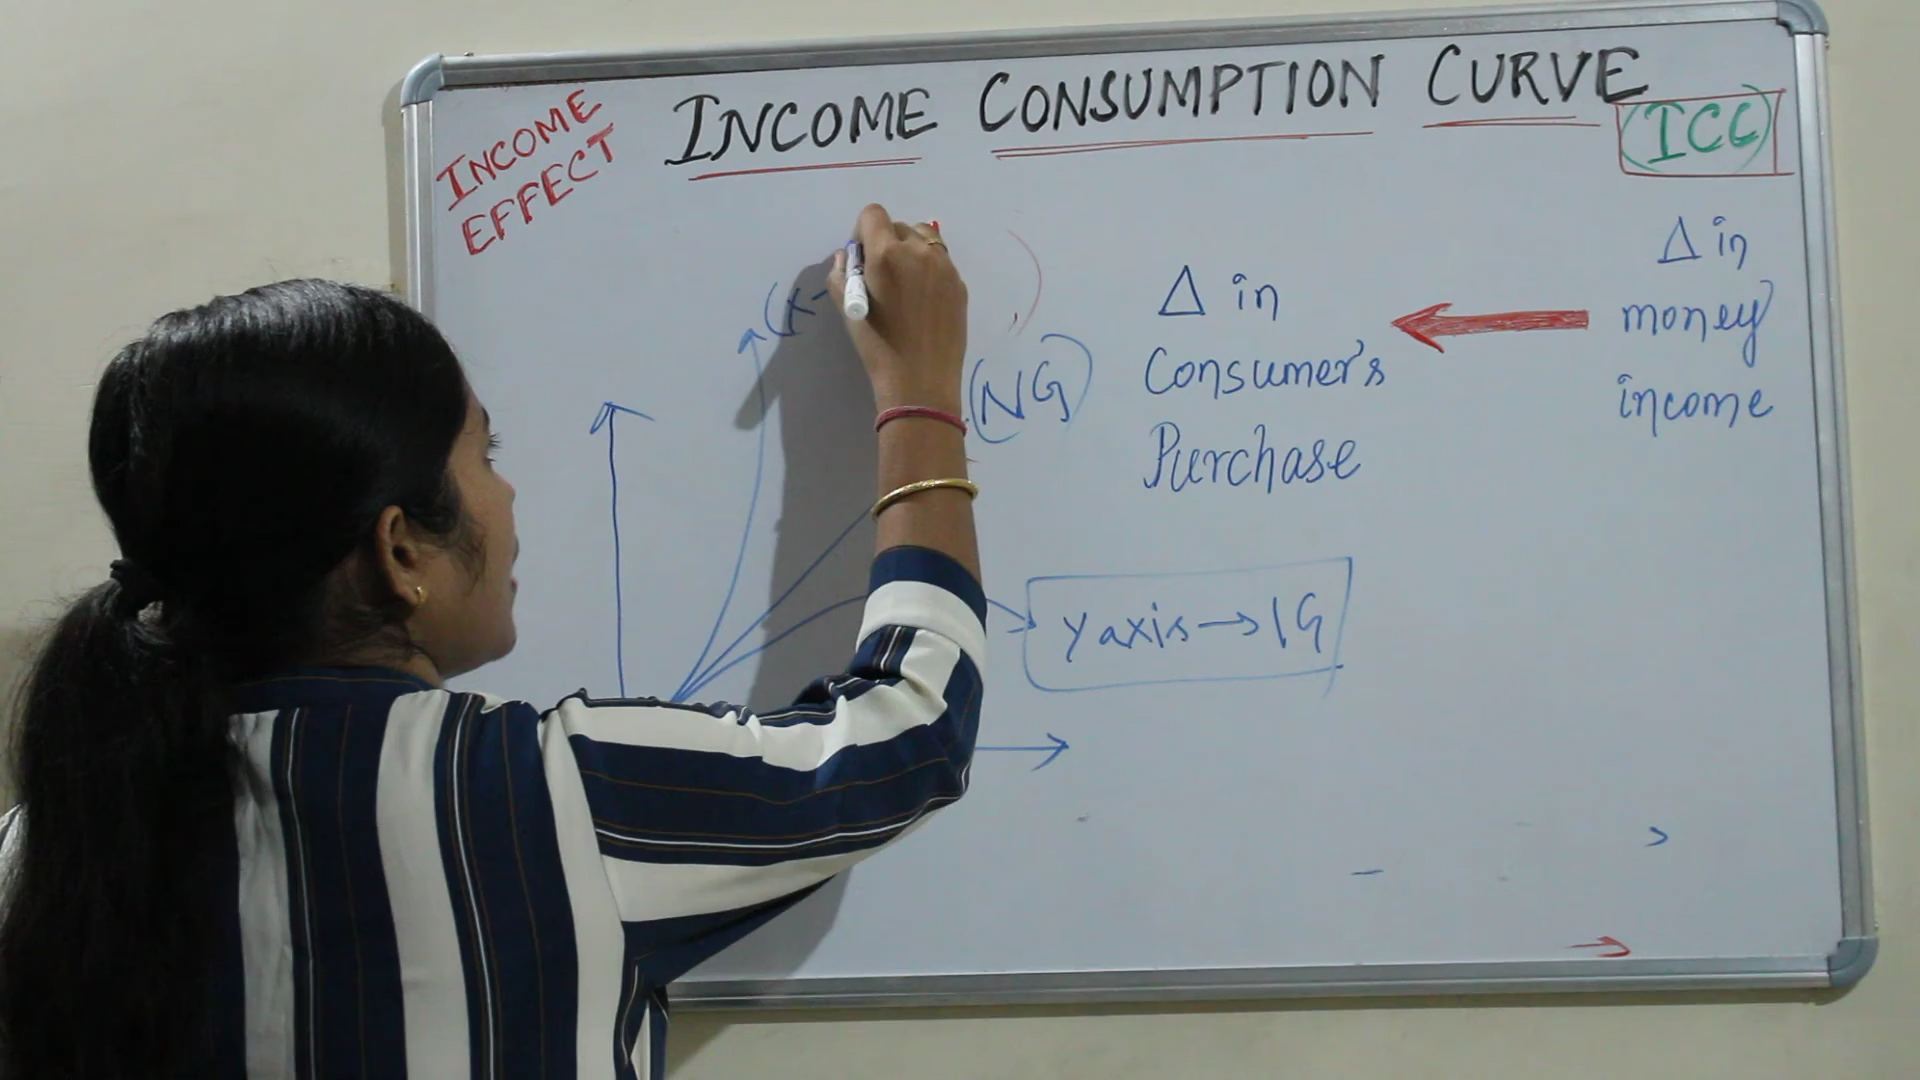 INCOME
EFFECT
INCOME CONSUMPTION CURVE
(ICC)
Δ in
money
income
Δ in
Consumer's
Purchase
(X-
(NG)
Y axis → IG